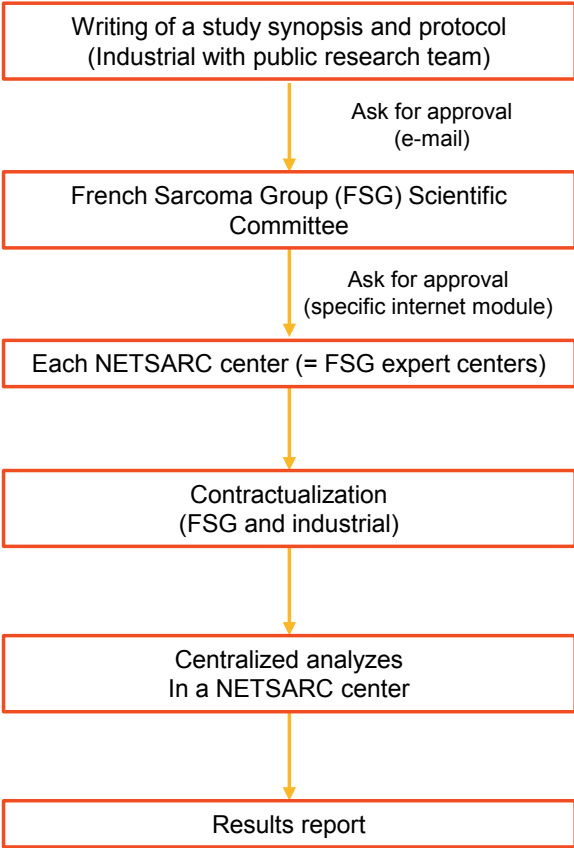 Writing of a study synopsis and protocol
(Industrial with public research team)
Ask for approval
(e-mail)
French Sarcoma Group (FSG) Scientific
Committee
Ask for approval
(specific internet module)
Each NETSARC center (= FSG expert centers)
Contractualization
(FSG and industrial)
Centralized analyzes
In a NETSARC center
Results report